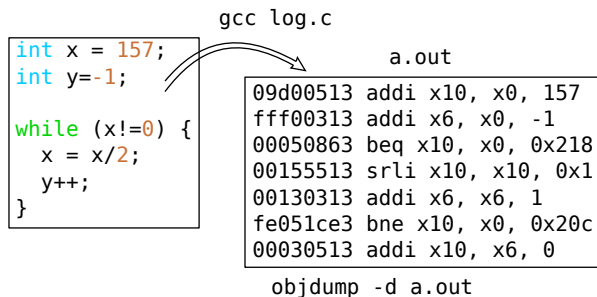 gcc log.c
int x = 157;
int y=-1;
while (x!=0) {
x = x/2;
y++;
}
a.out
09d00513 addi x10, x0, 157
fff00313 addi x6, x0, -1
00050863 beq x10, x0, 0x218
00155513 srli x10, x10, 0x1
00130313 addi x6, x6, 1
fe051ce3 bne x10, x0, 0x20c
00030513 addi x10, x6, 0
objdump -d a.out